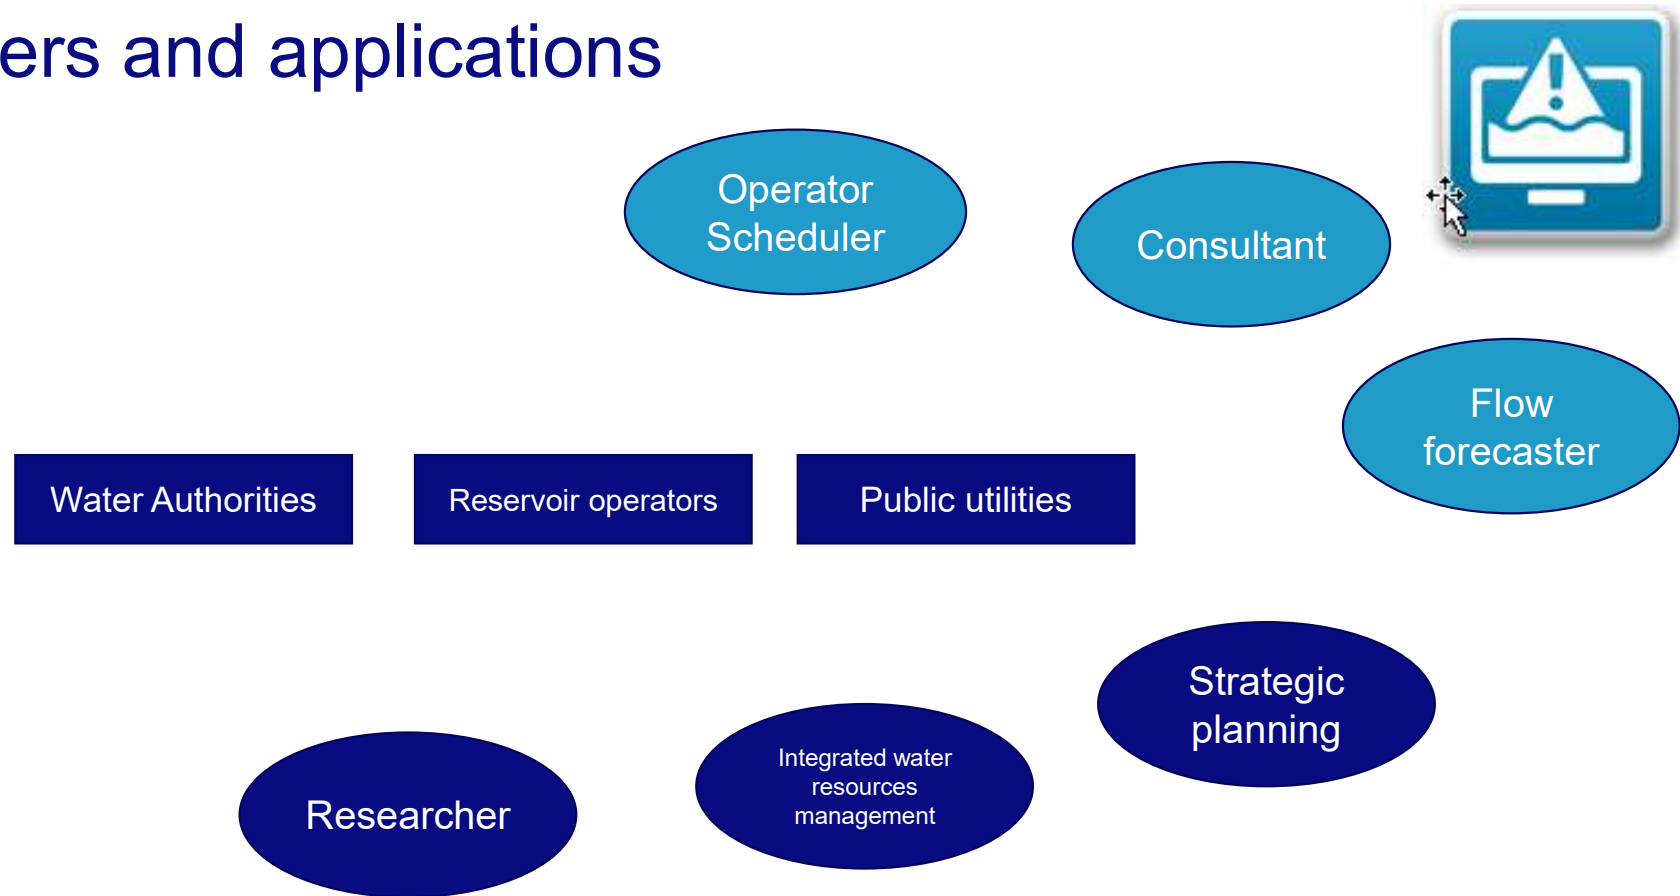 ers and applications
Operator
Scheduler
Consultant
Flow
forecaster
Water Authorities
Reservoir operators
Public utilities
Strategic
planning
Integrated water
resources
management
Researcher